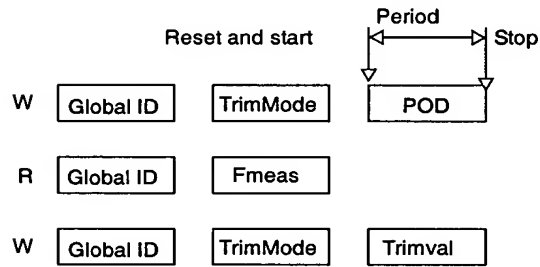 Period
Reset and start Stop
W Global ID TrimMode POD
R Global ID Fmeas
W Global ID TrimMode Trimval